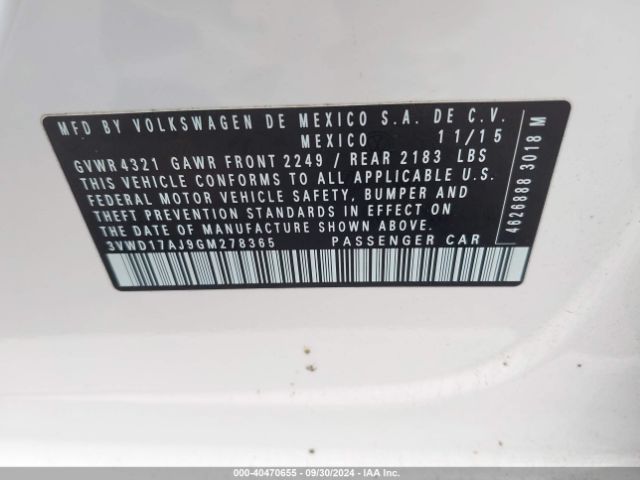 MFD BY VOLKSWAGEN DE MEXICO S.A. DE C.V.
MEXICO 11/15
GVWR 4321 GAWR FRONT 2249 / REAR 2183 LBS
THIS VEHICLE CONFORMS TO ALL APPLICABLE U.S.
FEDERAL MOTOR VEHICLE SAFETY, BUMPER AND
THEFT PREVENTION STANDARDS IN EFFECT ON THE
DATE OF MANUFACTURE SHOWN ABOVE.
3VWD17AJ9GM278365 PASSENGER CAR
4626888 3018 M
000-40470655 - 09/30/2024 - IAA Inc.